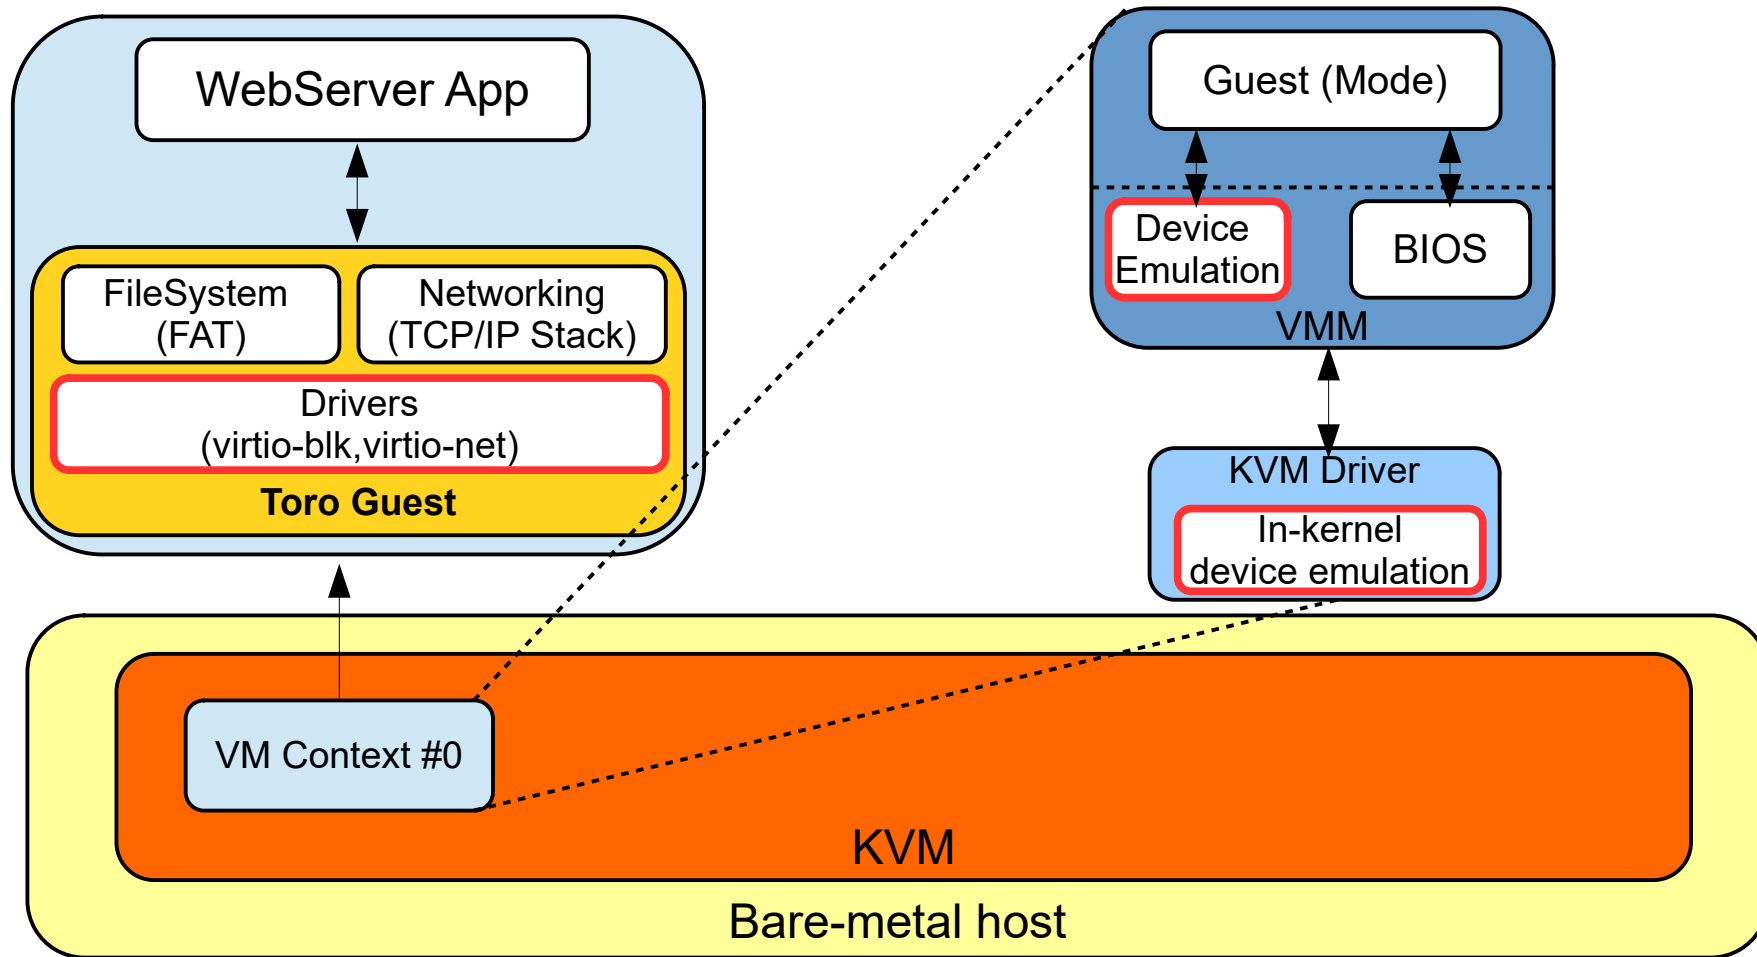 WebServer App
FileSystem
(FAT)
Networking
(TCP/IP Stack)
Drivers
(virtio-blk,virtio-net)
Toro Guest
Guest (Mode)
Device
Emulation
BIOS
VMM
KVM Driver
In-kernel
device emulation
VM Context #0
KVM
Bare-metal host